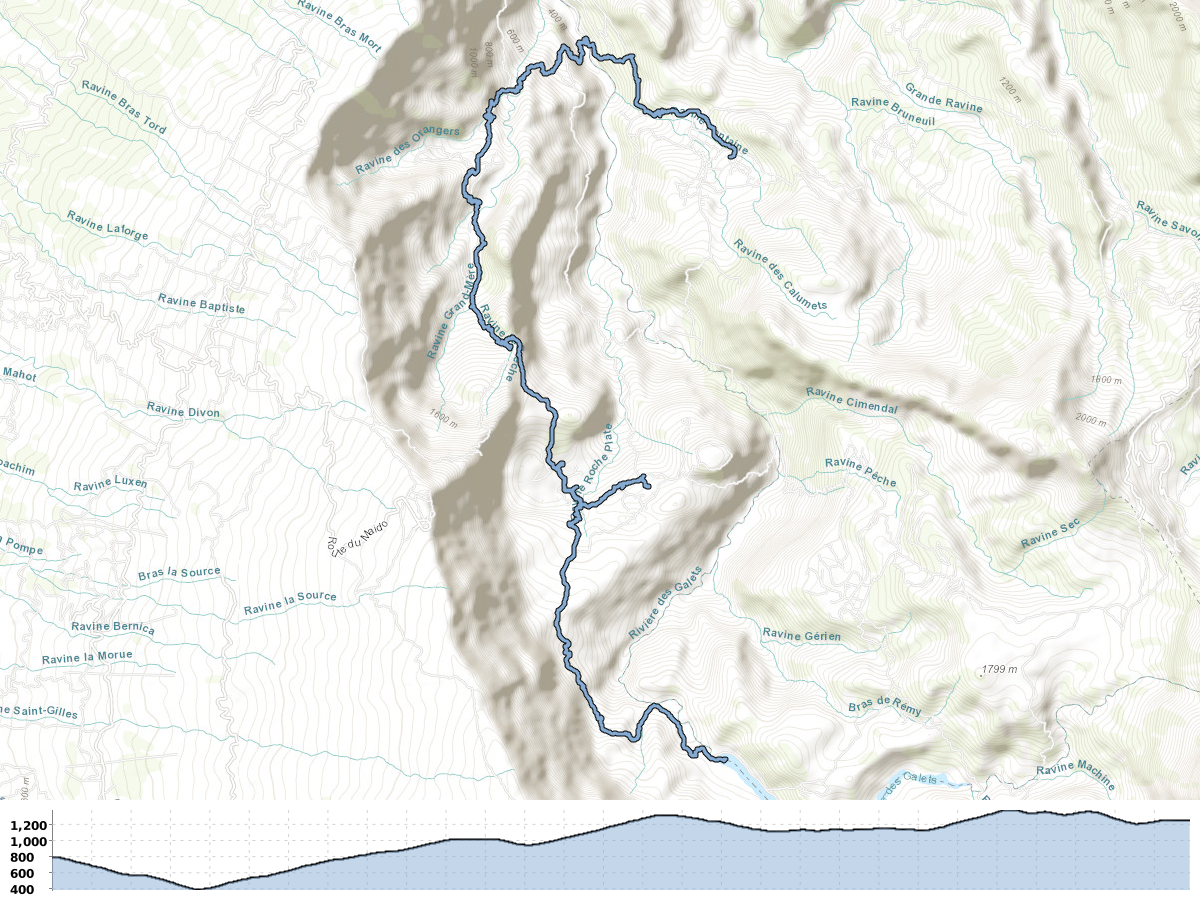 Ravine Bras Mort
400 m
600 m
800 m
1000 m
2000 m
Ravine Bras Tord
Grande Ravine
1200 m
Ravine Bruneuil
Ravine des Orangers
Ravine Laforge
Ravine des Calumets
Ravine Grand-Mère
Ravine Baptiste
Mahot
Ravine Divon
1600 m
1800 m
2000 m
Ravine Cimendal
Roche Plate
Ravine Pêche
Ravine Luxen
Route du Maïdo
Ravine Sec
Pompe
Bras la Source
Ravine la Source
Rivière des Galets
Ravine Bernica
Ravine Gérien
Ravine la Morue
1799 m
Saint-Gilles
Bras de Rémy
Ravine Machine
des Galets
1,200
1,000
800
600
400